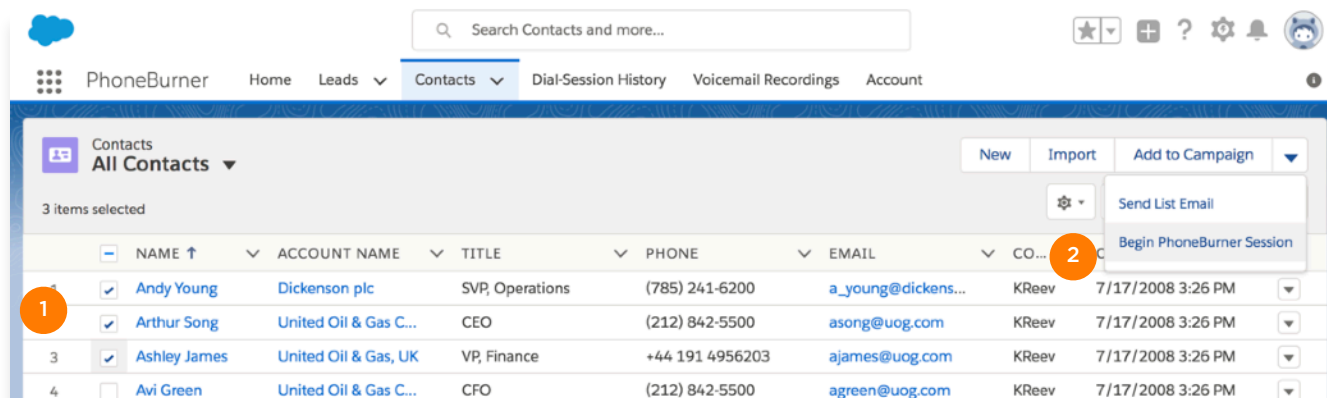 Search Contacts and more...
PhoneBurner Home Leads Contacts Dial-Session History Voicemail Recordings Account
Contacts
All Contacts
New Import Add to Campaign
3 items selected
Send List Email
Begin PhoneBurner Session
NAME ↑ ACCOUNT NAME TITLE PHONE EMAIL CO... 2
1 Andy Young Dickenson plc SVP, Operations (785) 241-6200 a_young@dickens... KReev 7/17/2008 3:26 PM
Arthur Song United Oil & Gas C... CEO (212) 842-5500 asong@uog.com KReev 7/17/2008 3:26 PM
3 Ashley James United Oil & Gas, UK VP, Finance +44 191 4956203 ajames@uog.com KReev 7/17/2008 3:26 PM
4 Avi Green United Oil & Gas C... CFO (212) 842-5500 agreen@uog.com KReev 7/17/2008 3:26 PM